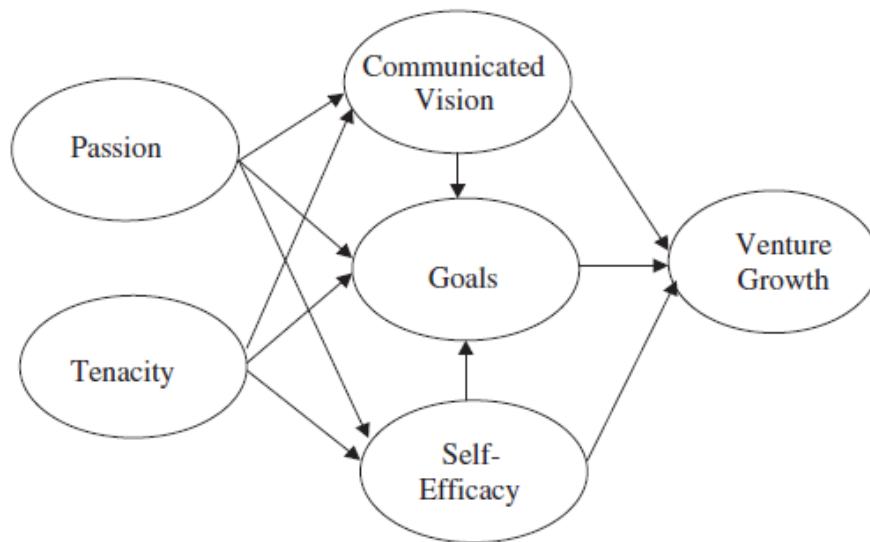 Communicated
Vision
Passion
Goals
Venture
Growth
Tenacity
Self-
Efficacy